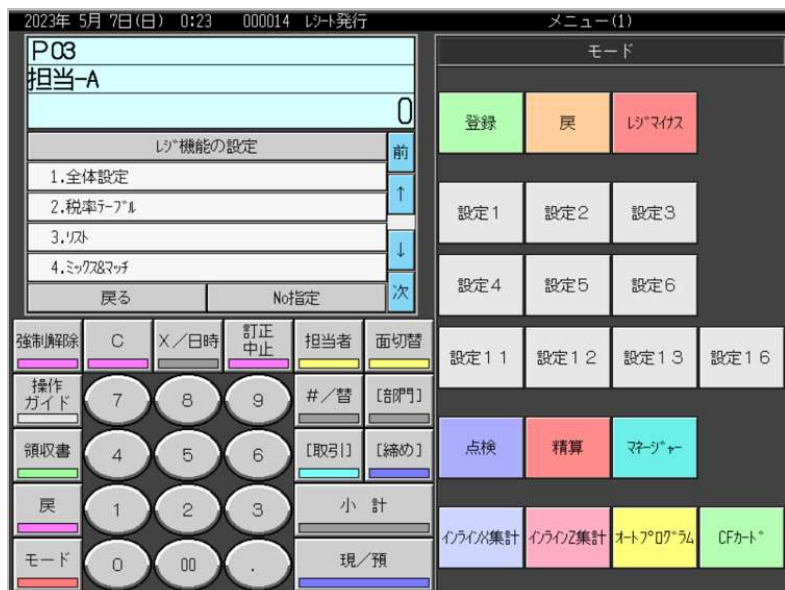 2023年 5月 7日(日) 0:23 000014 ﾚｼｰﾄ発行 メニュー(1)
P03
担当-A
0
ﾚｼﾞ機能の設定
前
1.全体設定
↑
2.税率ﾃｰﾌﾞﾙ
3.ﾘｽﾄ
↓
4.ﾐｯｸｽ&ﾏｯﾁ
戻る No指定 次
強制解除 C X／日時 訂正中止 担当者 面切替
操作ガイド 7 8 9 #／替 [部門]
領収書 4 5 6 [取引] [締め]
戻 1 2 3 小 計
モード 0 00 . 現／預
モード
登録 戻 ﾚｼﾞﾏｲﾅｽ
設定1 設定2 設定3
設定4 設定5 設定6
設定11 設定12 設定13 設定16
点検 精算 ﾏﾈｰｼﾞｬｰ
ｲﾝﾗｲﾝX集計 ｲﾝﾗｲﾝZ集計 ｵｰﾄﾌﾟﾛｸﾞﾗﾑ CFｶｰﾄﾞ